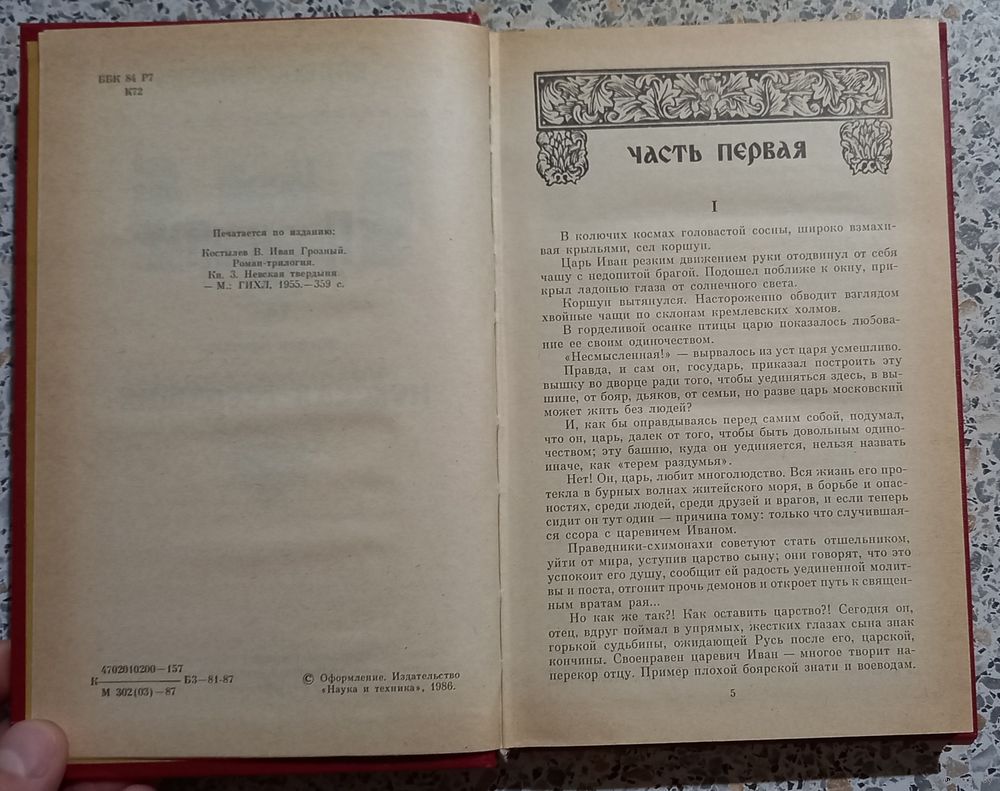 ББК 84 Р7
К72
Печатается по изданию:
Костылев В. Иван Грозный.
Роман-трилогия.
Кн. 3. Невская твердыня
— М.: ГИХЛ, 1955.—359 с.
4702010200—157
К————БЗ—81-87
М 302(03)—87
© Оформление. Издательство
«Наука и техника», 1986.
ЧАСТЬ ПЕРВАЯ
I
В колючих космах головастой сосны, широко взмахи-
вая крыльями, сел коршун.
Царь Иван резким движением руки отодвинул от себя
чашу с недопитой брагой. Подошел поближе к окну, при-
крыл ладонью глаза от солнечного света.
Коршун вытянулся. Настороженно обводит взглядом
хвойные чащи по склонам кремлевских холмов.
В горделивой осанке птицы царю показалось любова-
ние ее своим одиночеством.
«Несмысленная!» — вырвалось из уст царя усмешливо.
Правда, и сам он, государь, приказал построить эту
вышку во дворце ради того, чтобы уединяться здесь, в вы-
шине, от бояр, дьяков, от семьи, но разве царь московский
может жить без людей?
И, как бы оправдываясь перед самим собой, подумал,
что он, царь, далек от того, чтобы быть довольным одино-
чеством; эту башню, куда он уединяется, нельзя назвать
иначе, как «терем раздумья».
Нет! Он, царь, любит многолюдство. Вся жизнь его про-
текла в бурных волнах житейского моря, в борьбе и опас-
ностях, среди людей, среди друзей и врагов, и если теперь
сидит он тут один — причина тому: только что случившая-
ся ссора с царевичем Иваном.
Праведники-схимонахи советуют стать отшельником,
уйти от мира, уступив царство сыну; они говорят, что это
успокоит его душу, сообщит ей радость уединенной молит-
вы и поста, отгонит прочь демонов и откроет путь к священ-
ным вратам рая...
Но как же так?! Как оставить царство?! Сегодня он,
отец, вдруг поймал в упрямых, жестких глазах сына знак
горькой судьбины, ожидающей Русь после его, царской,
кончины. Своенравен царевич Иван — многое творит на-
перекор отцу. Пример плохой боярской знати и воеводам.
5